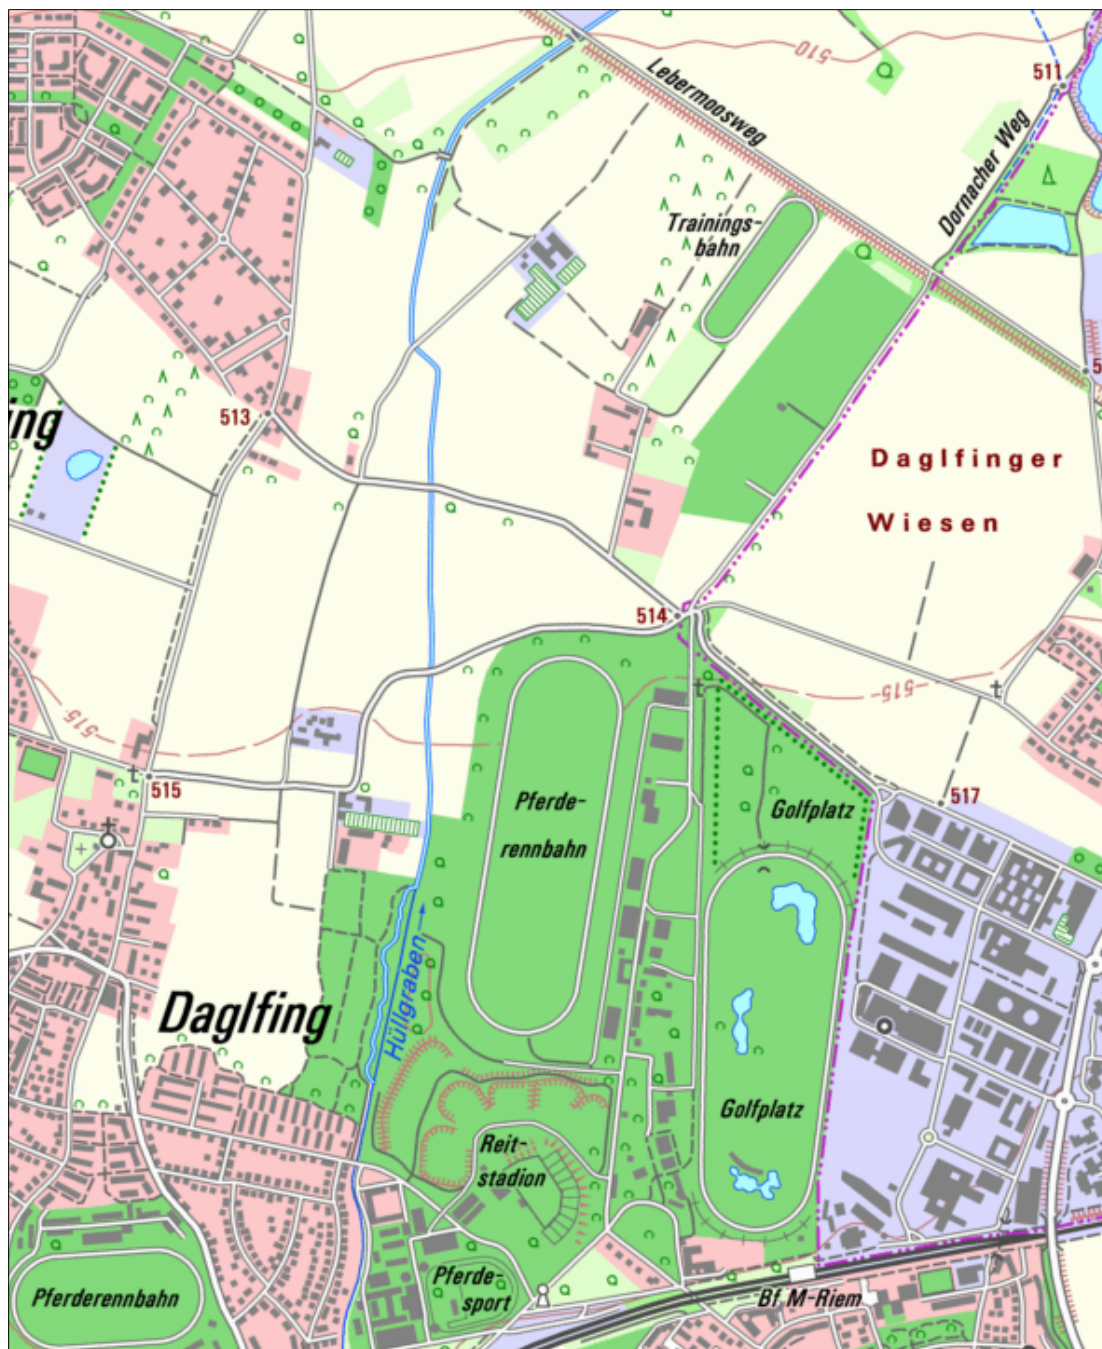 510
Lebermoosweg
511
Dornacher Weg
Trainings-
bahn
513
ing
Daglfinger
Wiesen
514
515
515
515
517
Pferde-
rennbahn
Golfplatz
Hüllgraben
Daglfing
Golfplatz
Reit-
stadion
Pferde-
sport
Pferderennbahn
Bf M-Riem